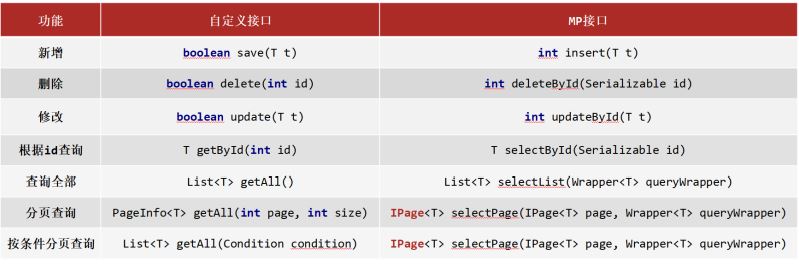 功能 自定义接口 MP接口
新增 boolean save(T t) int insert(T t)
删除 boolean delete(int id) int deleteById(Serializable id)
修改 boolean update(T t) int updateById(T t)
根据id查询 T getById(int id) T selectById(Serializable id)
查询全部 List<T> getAll() List<T> selectList(Wrapper<T> queryWrapper)
分页查询 PageInfo<T> getAll(int page, int size) IPage<T> selectPage(IPage<T> page, Wrapper<T> queryWrapper)
按条件分页查询 List<T> getAll(Condition condition) IPage<T> selectPage(IPage<T> page, Wrapper<T> queryWrapper)